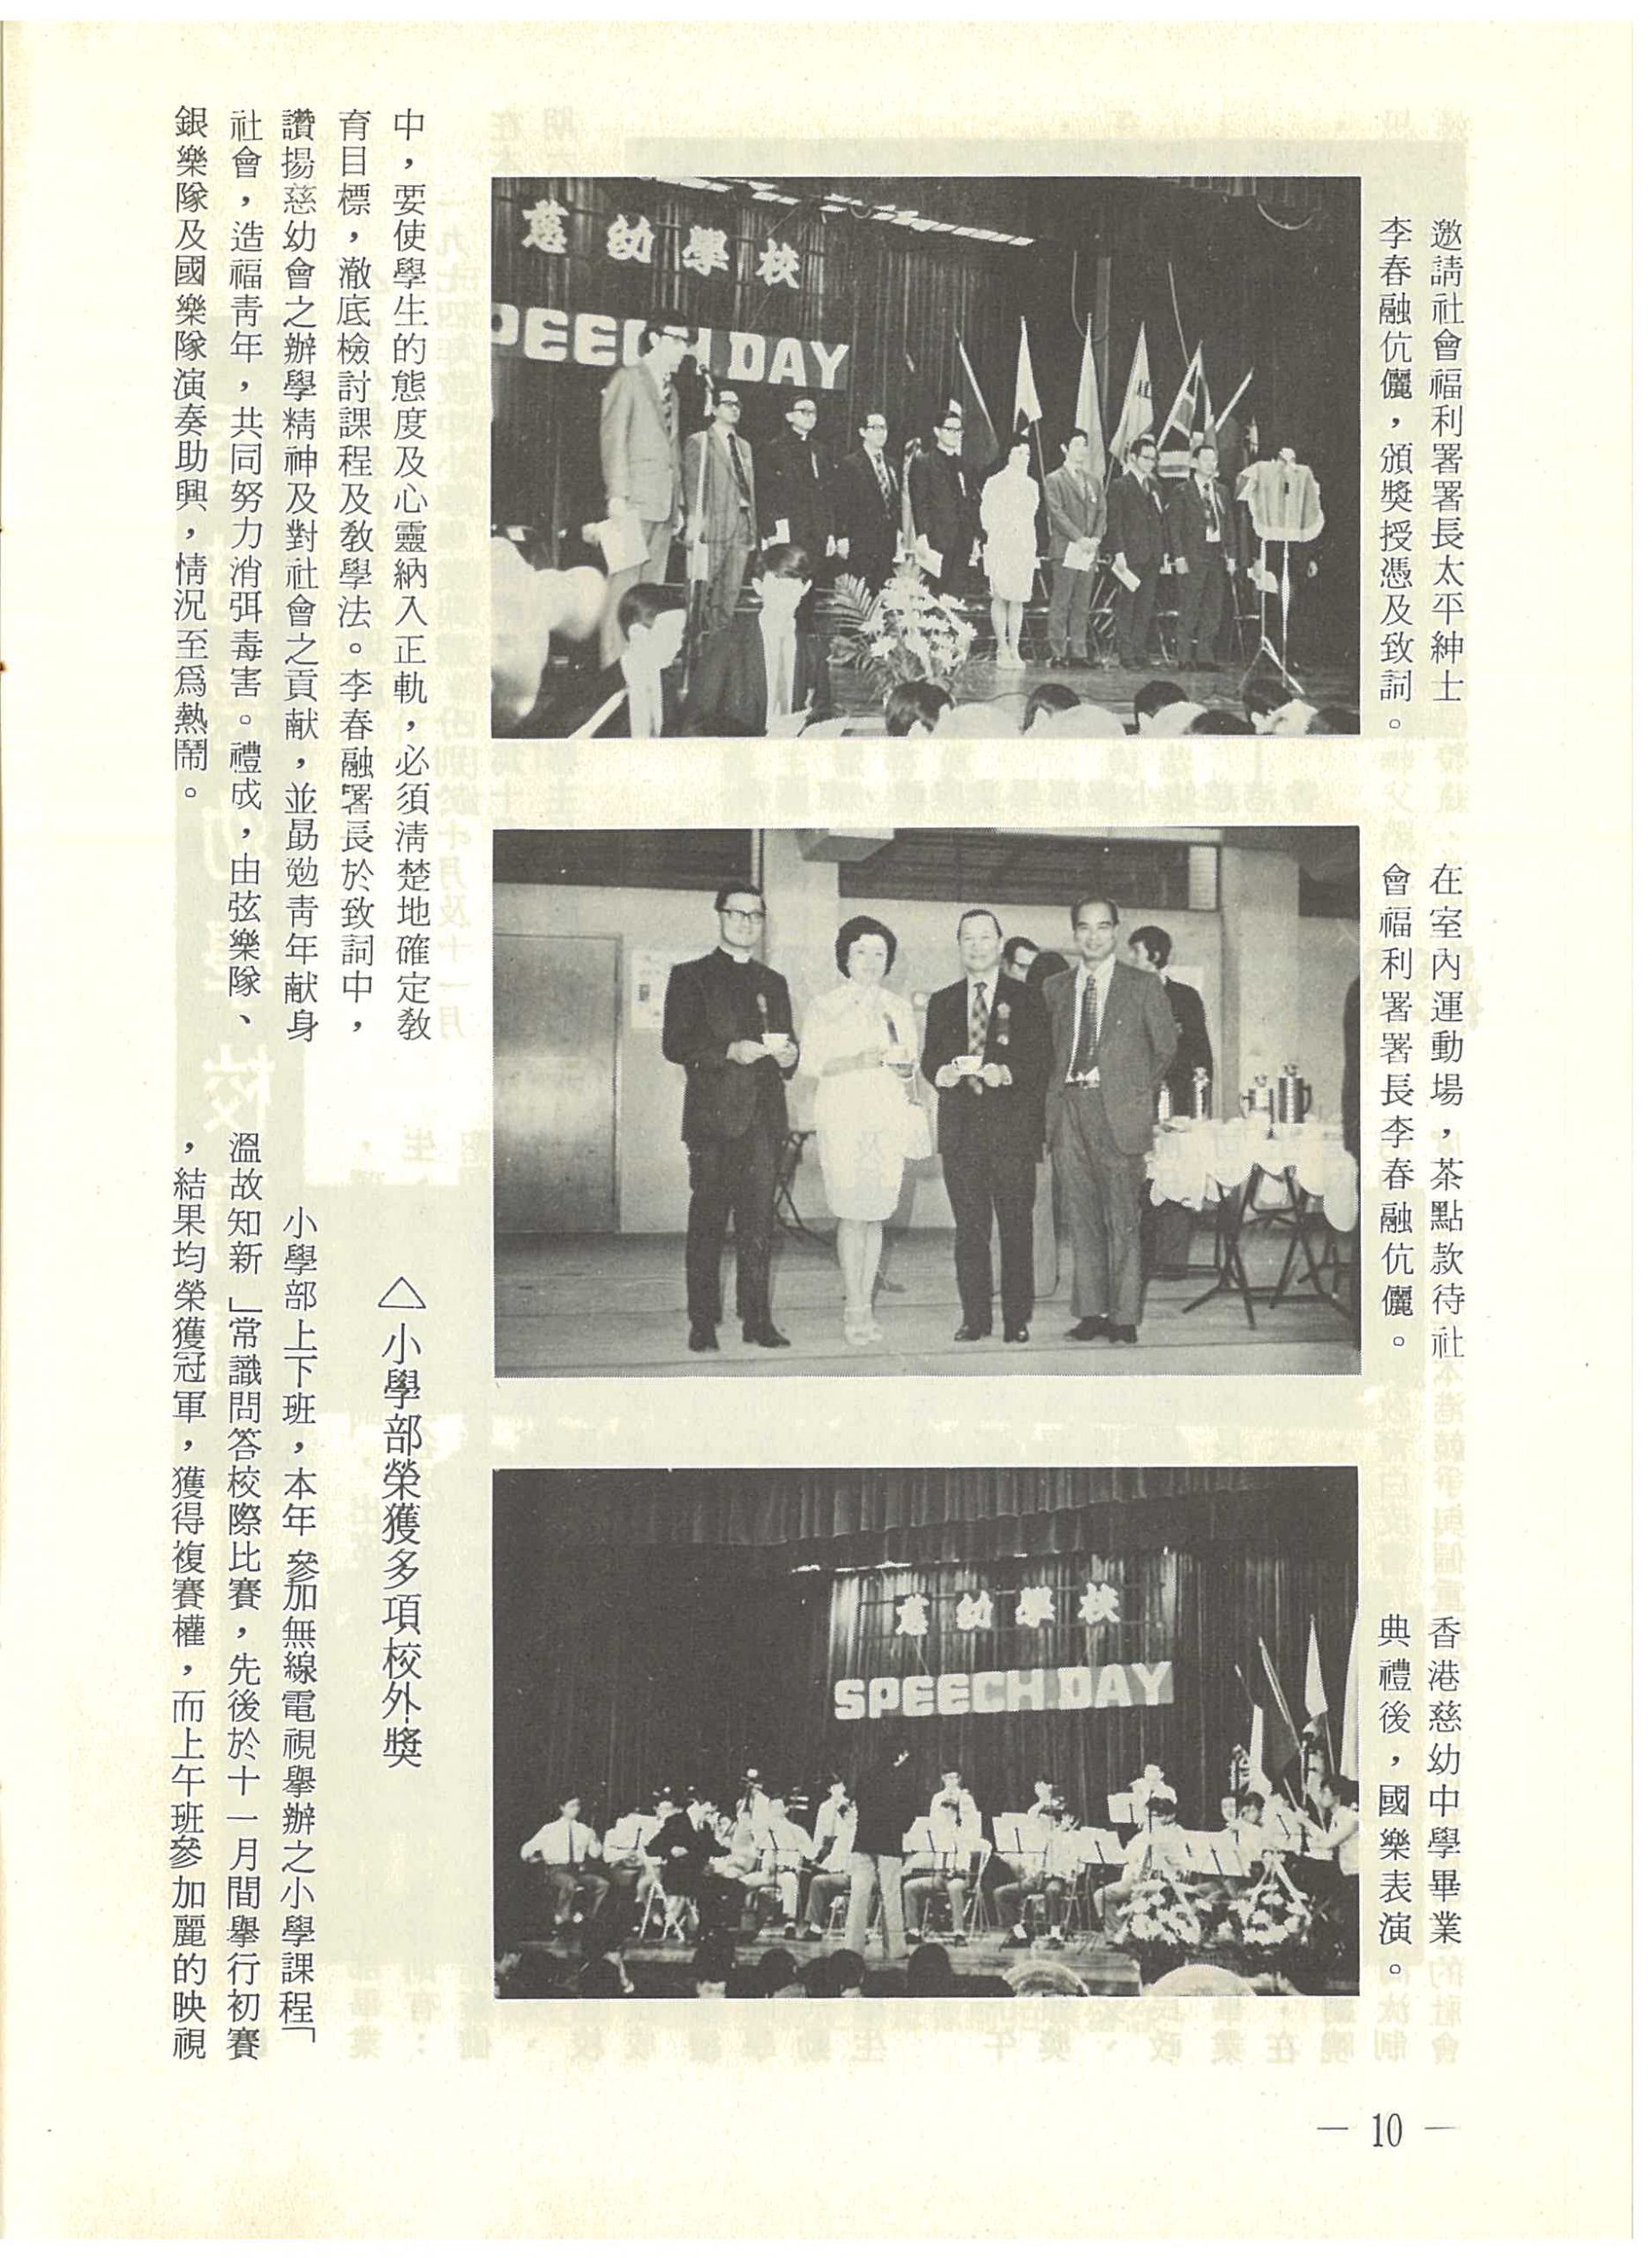 邀請社會福利署署長太平紳士
李春融伉儷，頒獎授憑及致詞。
慈幼學校
PEECH DAY
在室內運動場，茶點款待社
會福利署署長李春融伉儷。
香港慈幼中學畢業
典禮後，國樂表演。
慈幼學校
SPEECH DAY
中，要使學生的態度及心靈納入正軌，必須清楚地確定教
育目標，澈底檢討課程及教學法。李春融署長於致詞中，
讚揚慈幼會之辦學精神及對社會之貢献，並勗勉青年献身
社會，造福青年，共同努力消弭毒害。禮成，由弦樂隊、
銀樂隊及國樂隊演奏助興，情況至為熱鬧。
△小學部榮獲多項校外獎
小學部上下班，本年參加無線電視舉辦之小學課程「
溫故知新」常識問答校際比賽，先後於十一月間舉行初賽
，結果均榮獲冠軍，獲得複賽權，而上午班參加麗的映視
— 10 —